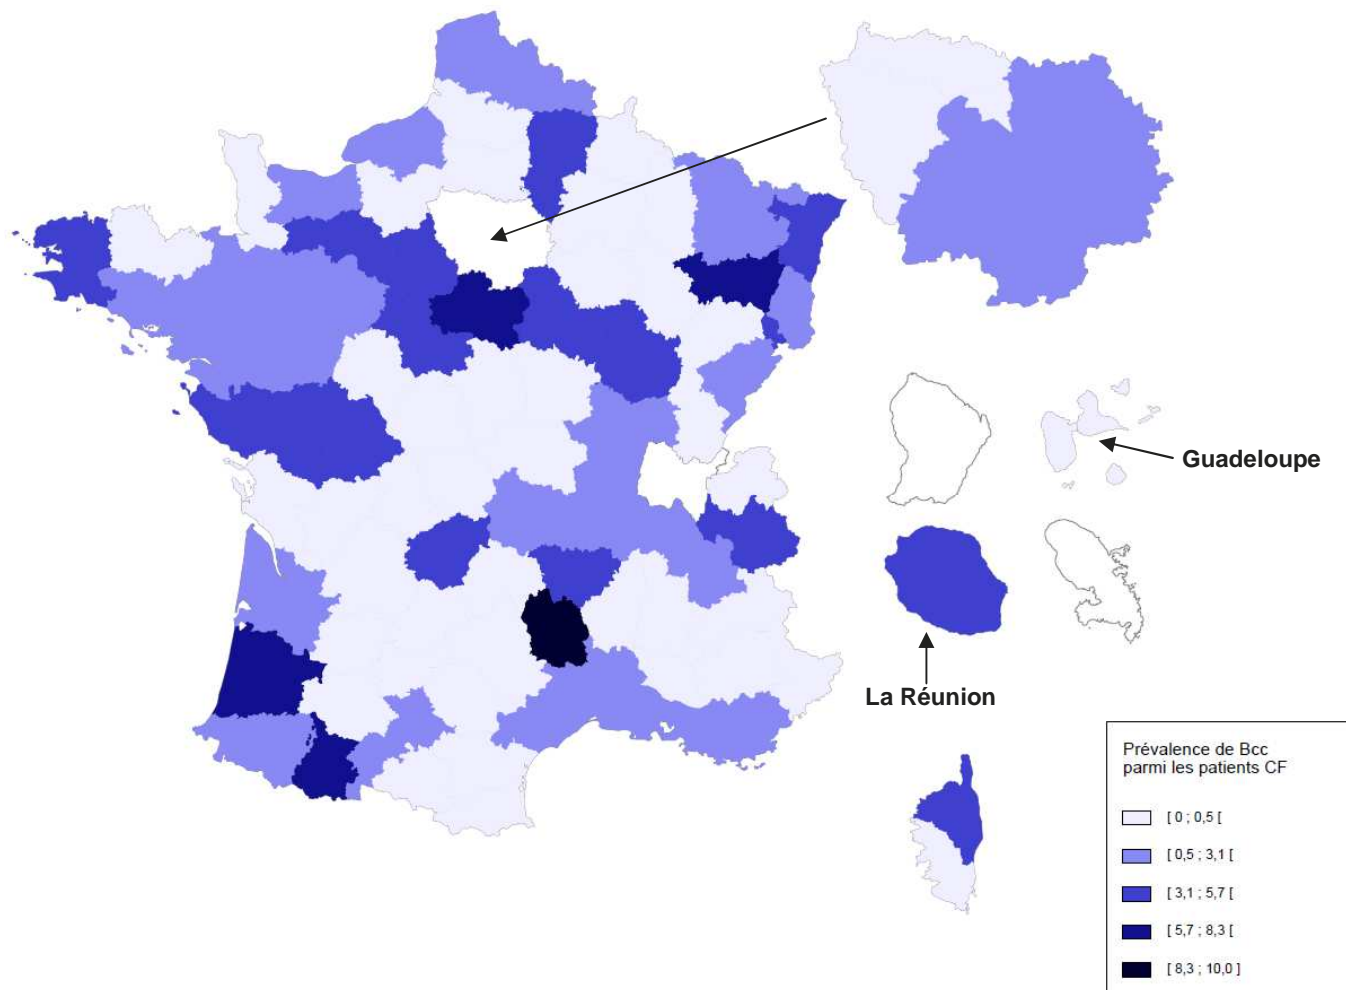 Guadeloupe
La Réunion
Prévalence de Bcc
parmi les patients CF
[ 0 ; 0,5 [
[ 0,5 ; 3,1 [
[ 3,1 ; 5,7 [
[ 5,7 ; 8,3 [
[ 8,3 ; 10,0 ]